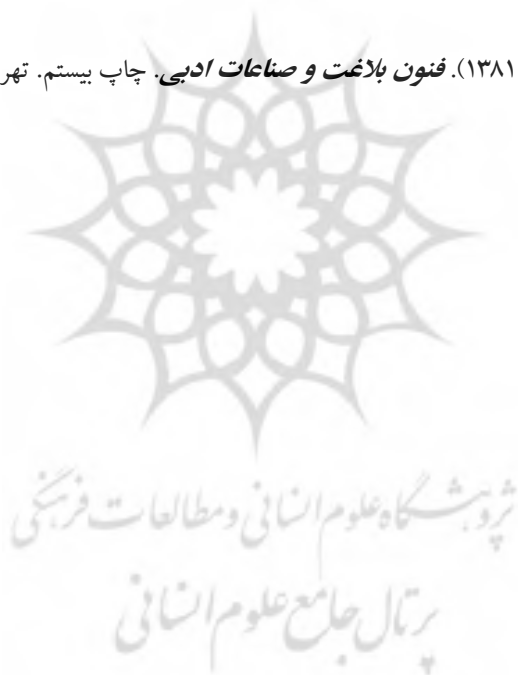 ۱۳۸۱). فنون بلاغت و صناعات ادبی. چاپ بیستم. تهر
پژوهشگاه علوم انسانی و مطالعات فرهنگی
پرتال جامع علوم انسانی